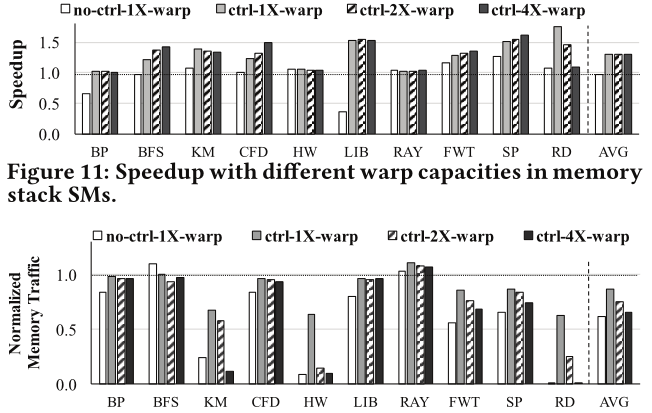 no-ctrl-1X-warp ctrl-1X-warp ctrl-2X-warp ctrl-4X-warp
Speedup
1.5
1.0
0.5
0.0
BP BFS KM CFD HW LIB RAY FWT SP RD AVG
Figure 11: Speedup with different warp capacities in memory
stack SMs.
no-ctrl-1X-warp ctrl-1X-warp ctrl-2X-warp ctrl-4X-warp
Normalized
Memory Traffic
1.0
0.5
0.0
BP BFS KM CFD HW LIB RAY FWT SP RD AVG